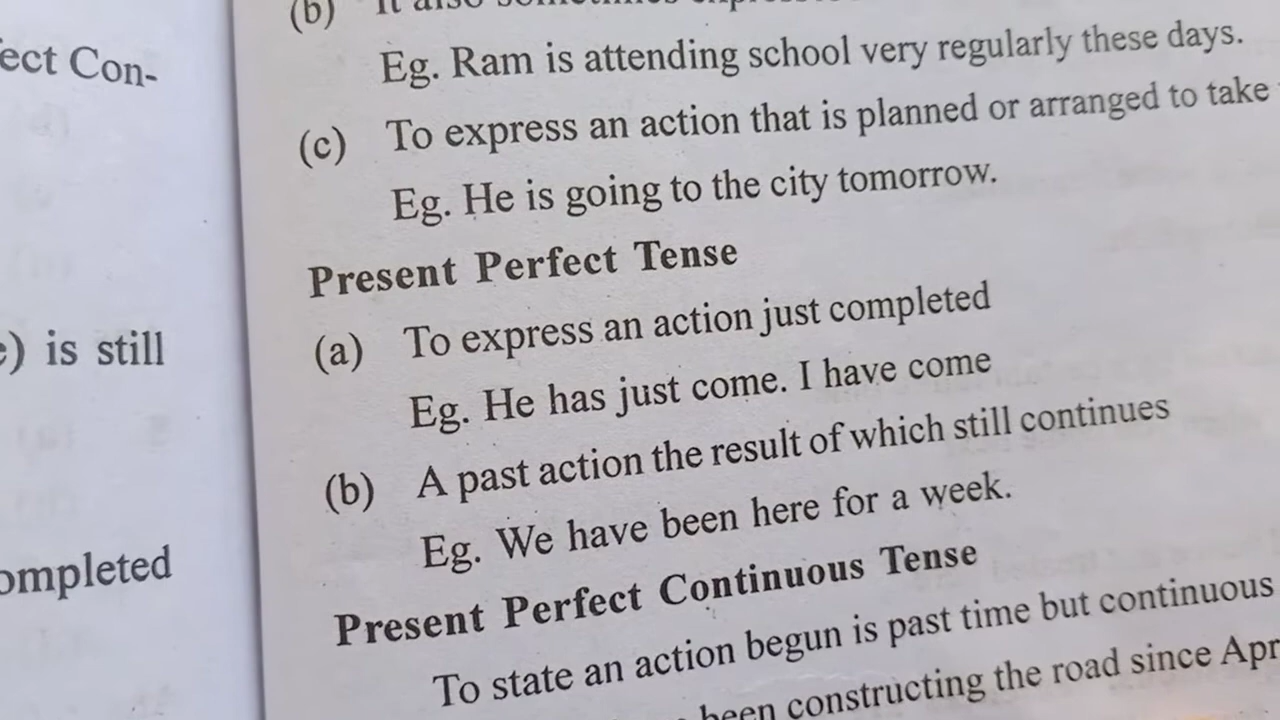 ect Con-
) is still
ompleted
(b) It also sometimes
Eg. Ram is attending school very regularly these days.
(c) To express an action that is planned or arranged to take
Eg. He is going to the city tomorrow.
Present Perfect Tense
(a) To express an action just completed
Eg. He has just come. I have come
(b) A past action the result of which still continues
Eg. We have been here for a week.
Present Perfect Continuous Tense
To state an action begun is past time but continuous
been constructing the road since Apr